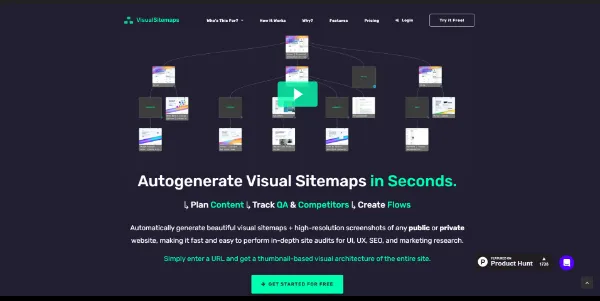 VisualSitemaps
Who's This For?
How It Works
Why?
Features
Pricing
Login
Try It Free!
Autogenerate Visual Sitemaps in Seconds.
Plan Content Track QA & Competitors Create Flows
Automatically generate beautiful visual sitemaps + high-resolution screenshots of any public or private
website, making it fast and easy to perform in-depth site audits for UI, UX, SEO, and marketing research.
Simply enter a URL and get a thumbnail-based visual architecture of the entire site.
GET STARTED FOR FREE
FEATURED ON
Product Hunt